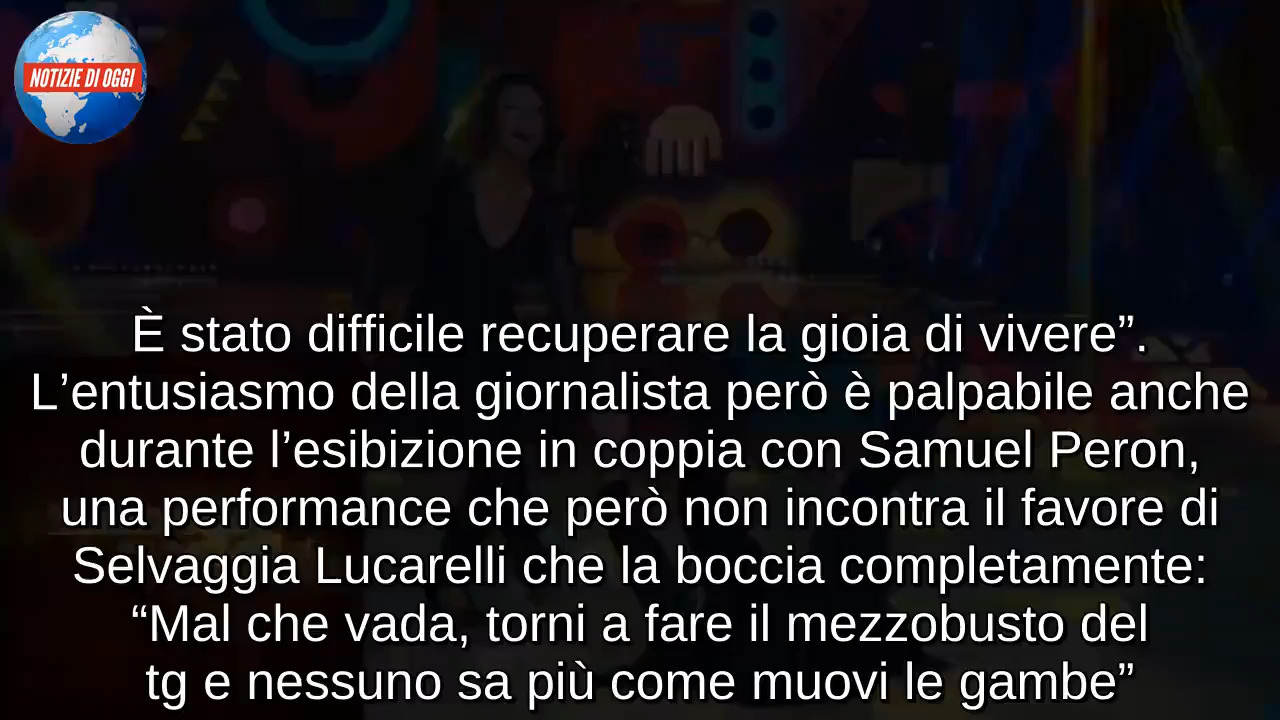 NOTIZIE DI OGGI
È stato difficile recuperare la gioia di vivere”.
L’entusiasmo della giornalista però è palpabile anche
durante l’esibizione in coppia con Samuel Peron,
una performance che però non incontra il favore di
Selvaggia Lucarelli che la boccia completamente:
“Mal che vada, torni a fare il mezzobusto del
tg e nessuno sa più come muovi le gambe”